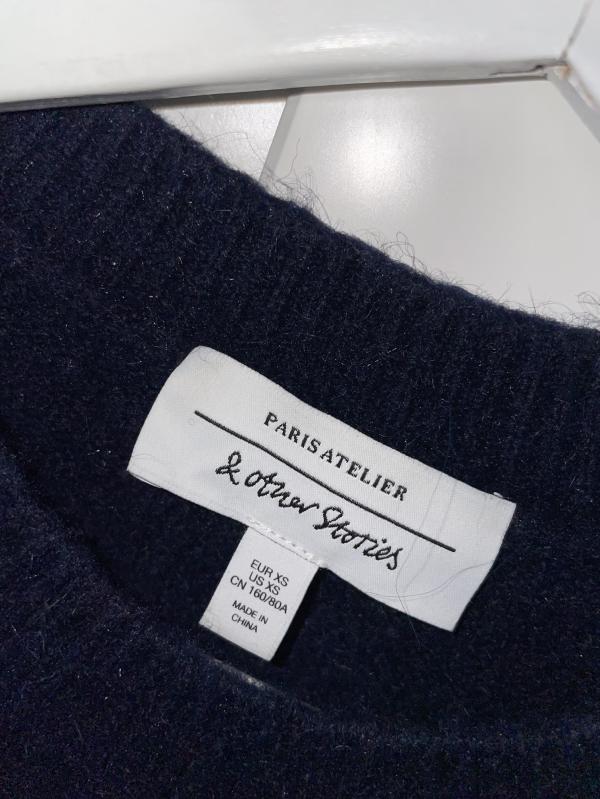 PARIS ATELIER
& other Stories
EUR XS
US XS
CN 160/80A
MADE IN
CHINA